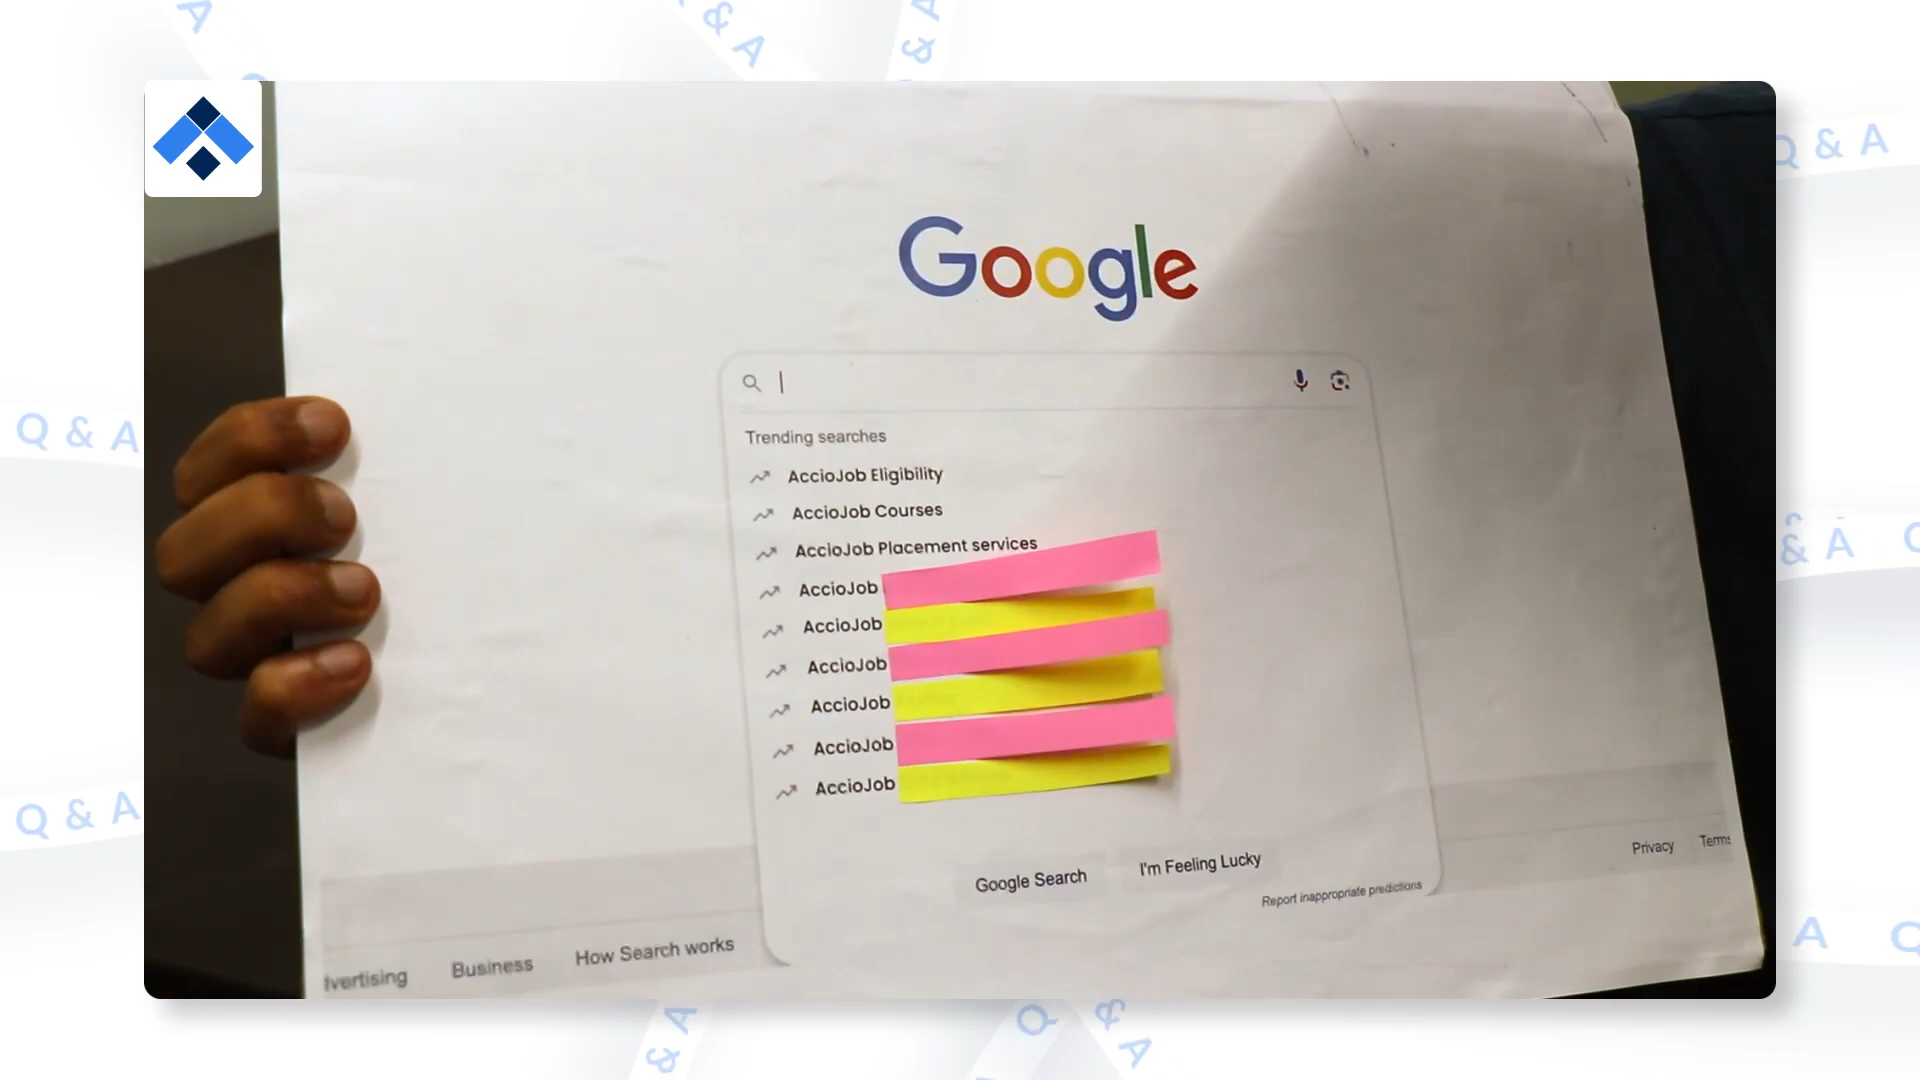 Google
Trending searches
AccioJob Eligibility
AccioJob Courses
AccioJob Placement services
AccioJob
AccioJob
AccioJob
AccioJob
AccioJob
AccioJob
Google Search
I'm Feeling Lucky
Report inappropriate predictions
Privacy
Terms
vertising
Business
How Search works
Q & A
Q & A
Q & A
Q & A
& A
& A
Q & A
& A
A
Q